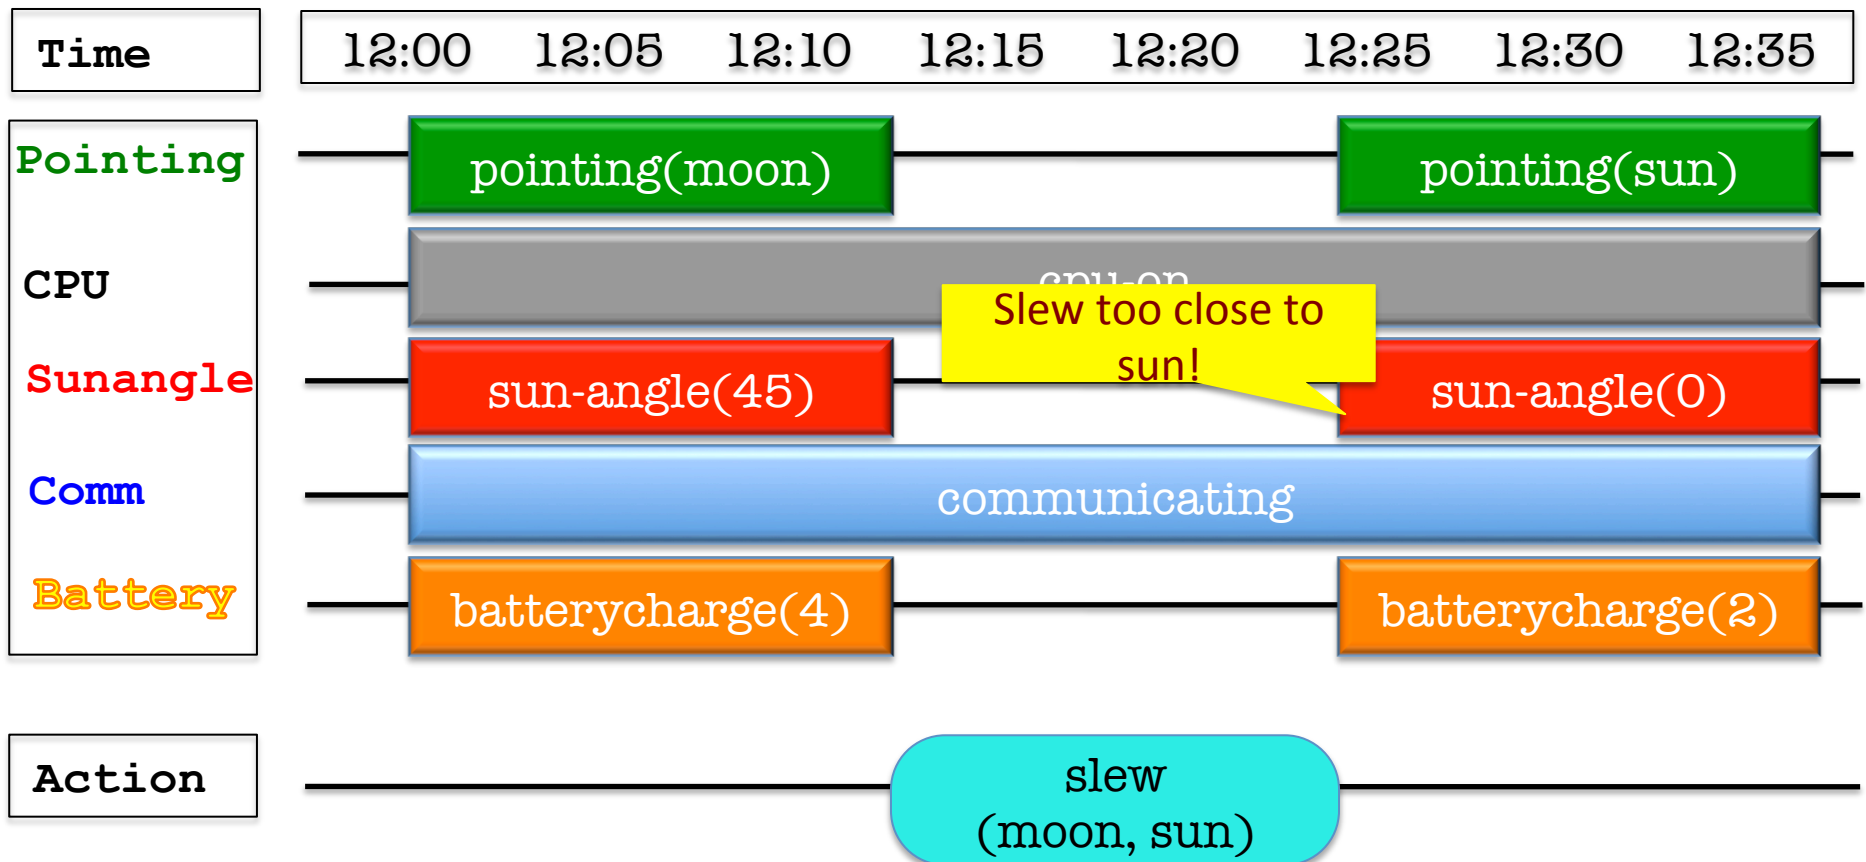 Time
12:00 12:05 12:10 12:15 12:20 12:25 12:30 12:35
Pointing
pointing(moon) pointing(sun)
CPU
cpu-on
Slew too close to
sun!
Sunangle
sun-angle(45) sun-angle(0)
Comm
communicating
Battery
batterycharge(4) batterycharge(2)
Action
slew
(moon, sun)